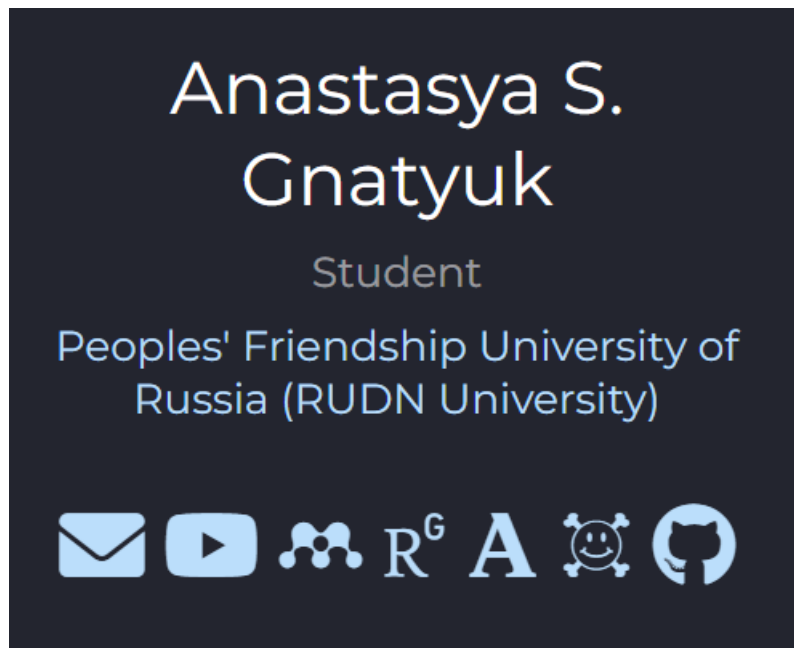 Anastasya S.
Gnatyuk
Student
Peoples' Friendship University of
Russia (RUDN University)